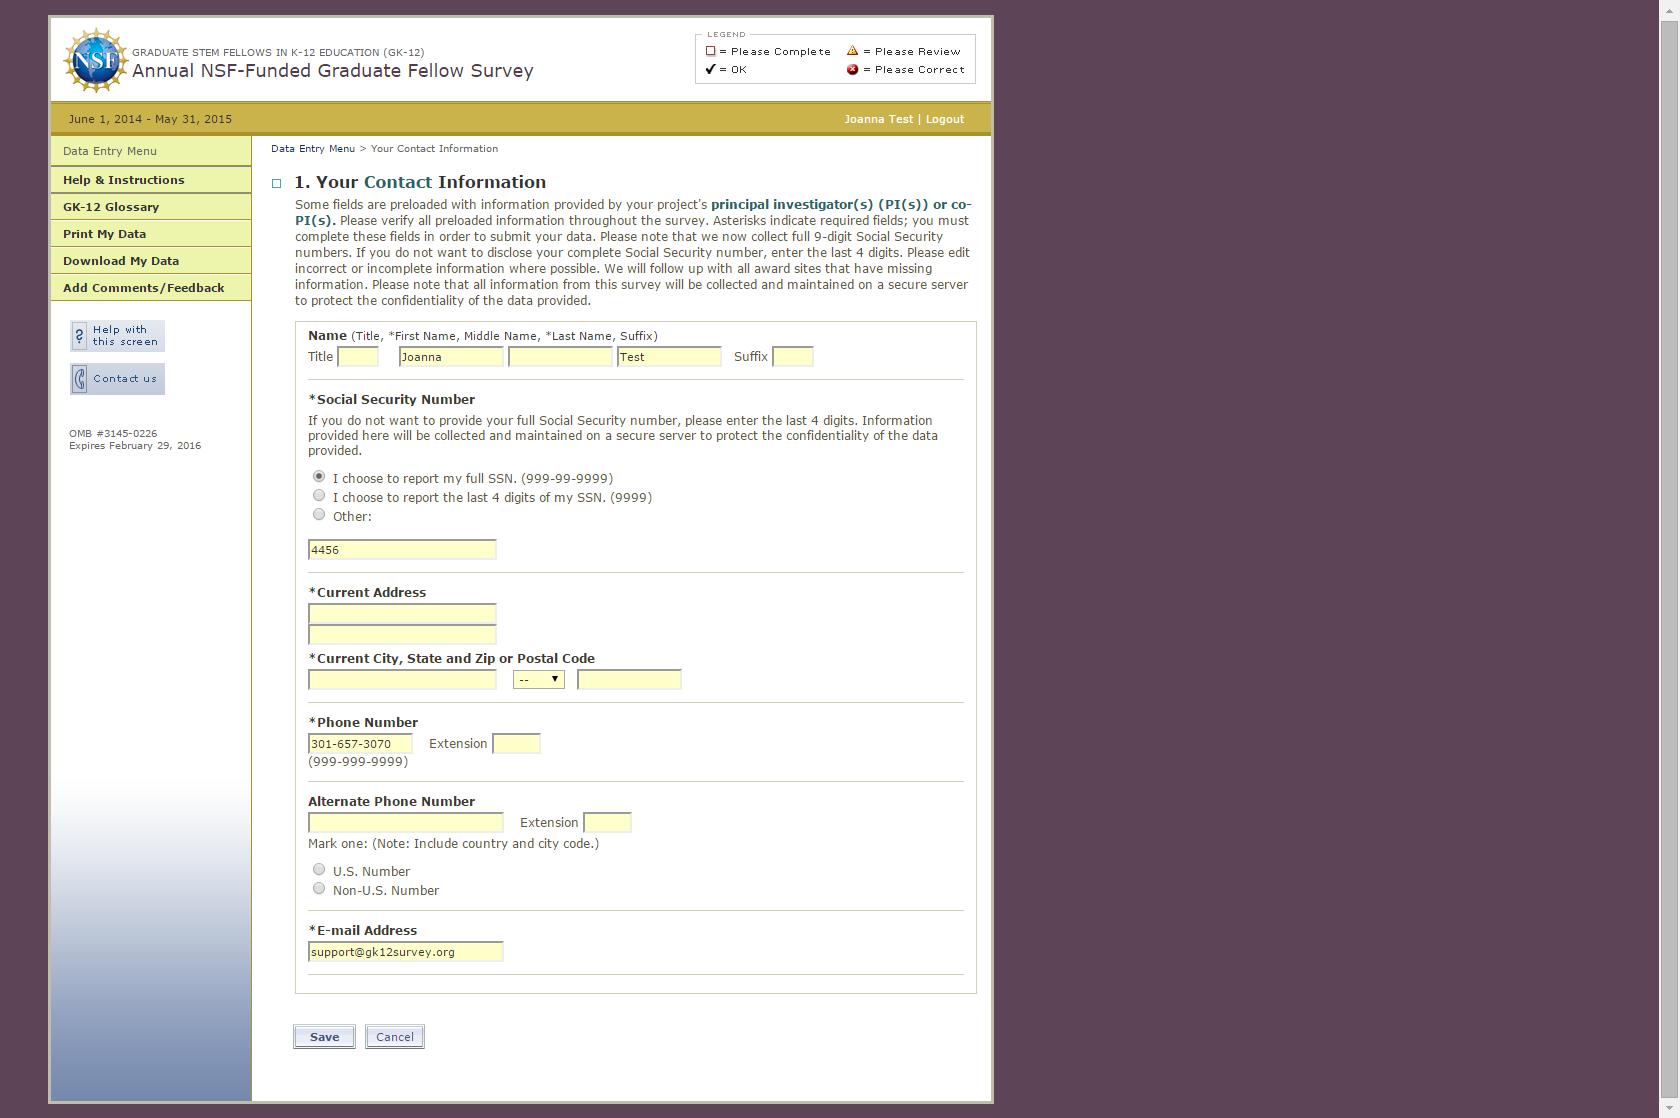 NSF
GRADUATE STEM FELLOWS IN K-12 EDUCATION (GK-12)
Annual NSF-Funded Graduate Fellow Survey
LEGEND
= Please Complete
= Please Review
= OK
= Please Correct
June 1, 2014 - May 31, 2015
Joanna Test | Logout
Data Entry Menu
Help & Instructions
GK-12 Glossary
Print My Data
Download My Data
Add Comments/Feedback
? Help with
this screen
Contact us
OMB #3145-0226
Expires February 29, 2016
Data Entry Menu > Your Contact Information
1. Your Contact Information
Some fields are preloaded with information provided by your project's principal investigator(s) (PI(s)) or co-
PI(s). Please verify all preloaded information throughout the survey. Asterisks indicate required fields; you must
complete these fields in order to submit your data. Please note that we now collect full 9-digit Social Security
numbers. If you do not want to disclose your complete Social Security number, enter the last 4 digits. Please edit
incorrect or incomplete information where possible. We will follow up with all award sites that have missing
information. Please note that all information from this survey will be collected and maintained on a secure server
to protect the confidentiality of the data provided.
Name (Title, *First Name, Middle Name, *Last Name, Suffix)
Title Joanna Test Suffix
*Social Security Number
If you do not want to provide your full Social Security number, please enter the last 4 digits. Information
provided here will be collected and maintained on a secure server to protect the confidentiality of the data
provided.
I choose to report my full SSN. (999-99-9999)
I choose to report the last 4 digits of my SSN. (9999)
Other:
4456
*Current Address
*Current City, State and Zip or Postal Code
--
*Phone Number
301-657-3070 Extension
(999-999-9999)
Alternate Phone Number
Extension
Mark one: (Note: Include country and city code.)
U.S. Number
Non-U.S. Number
*E-mail Address
support@gk12survey.org
Save Cancel